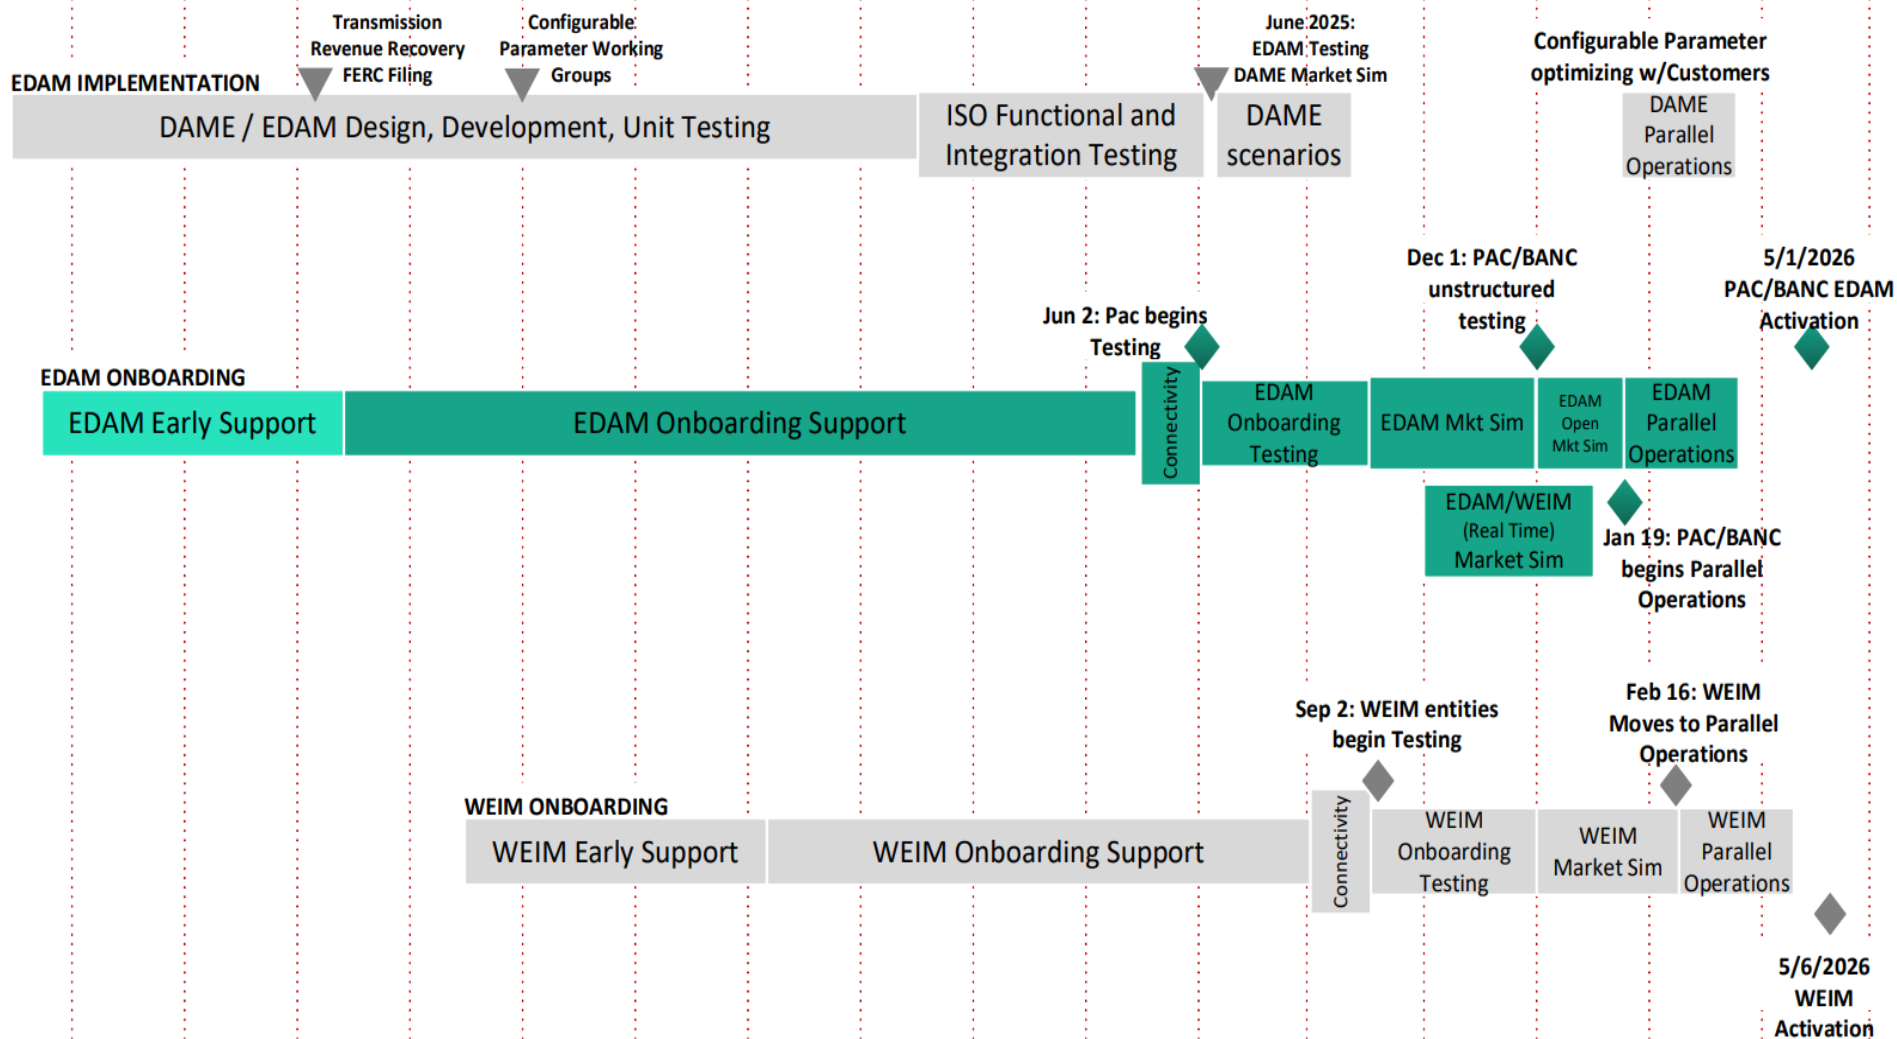 Transmission
Revenue Recovery
FERC Filing
Configurable
Parameter Working
Groups
June 2025:
EDAM Testing
DAME Market Sim
Configurable Parameter
optimizing w/Customers
EDAM IMPLEMENTATION
DAME / EDAM Design, Development, Unit Testing
ISO Functional and
Integration Testing
DAME
scenarios
DAME
Parallel
Operations
Dec 1: PAC/BANC
unstructured
testing
5/1/2026
PAC/BANC EDAM
Activation
Jun 2: Pac begins
Testing
EDAM ONBOARDING
EDAM Early Support
EDAM Onboarding Support
Connectivity
EDAM
Onboarding
Testing
EDAM Mkt Sim
EDAM
Open
Mkt Sim
EDAM
Parallel
Operations
EDAM/WEIM
(Real Time)
Market Sim
Jan 19: PAC/BANC
begins Parallel
Operations
Sep 2: WEIM entities
begin Testing
Feb 16: WEIM
Moves to Parallel
Operations
WEIM ONBOARDING
WEIM Early Support
WEIM Onboarding Support
Connectivity
WEIM
Onboarding
Testing
WEIM
Market Sim
WEIM
Parallel
Operations
5/6/2026
WEIM
Activation